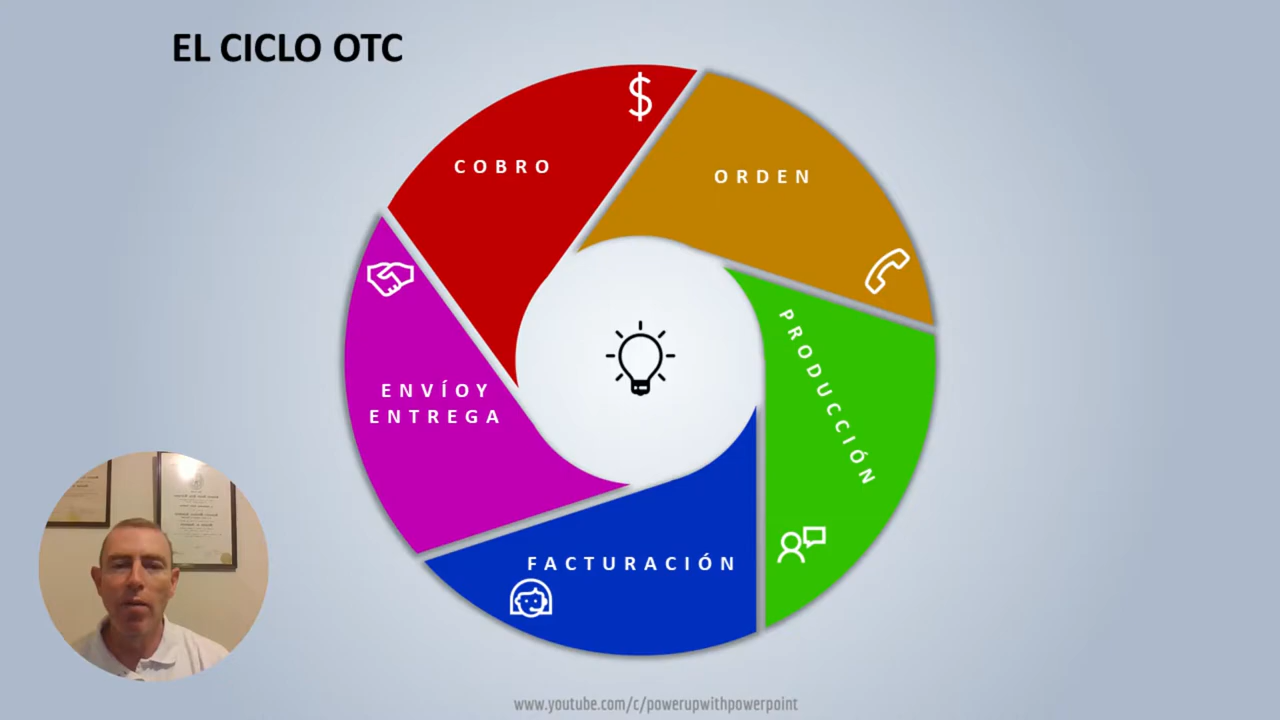 EL CICLO OTC
$
COBRO
ORDEN
PRODUCCIÓN
ENVÍOY
ENTREGA
FACTURACIÓN
www.youtube.com/c/powerupwithpowerpoint